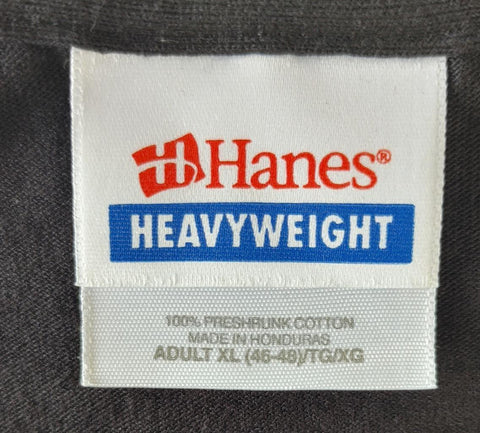 Hanes®
HEAVYWEIGHT
100% PRESHRUNK COTTON
MADE IN HONDURAS
ADULT XL (46-48)/TG/XG